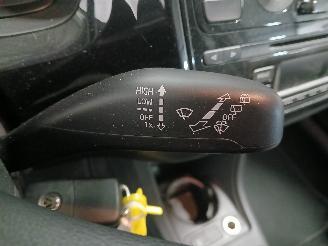 HIGH
LOW
----
OFF
1x
OFF